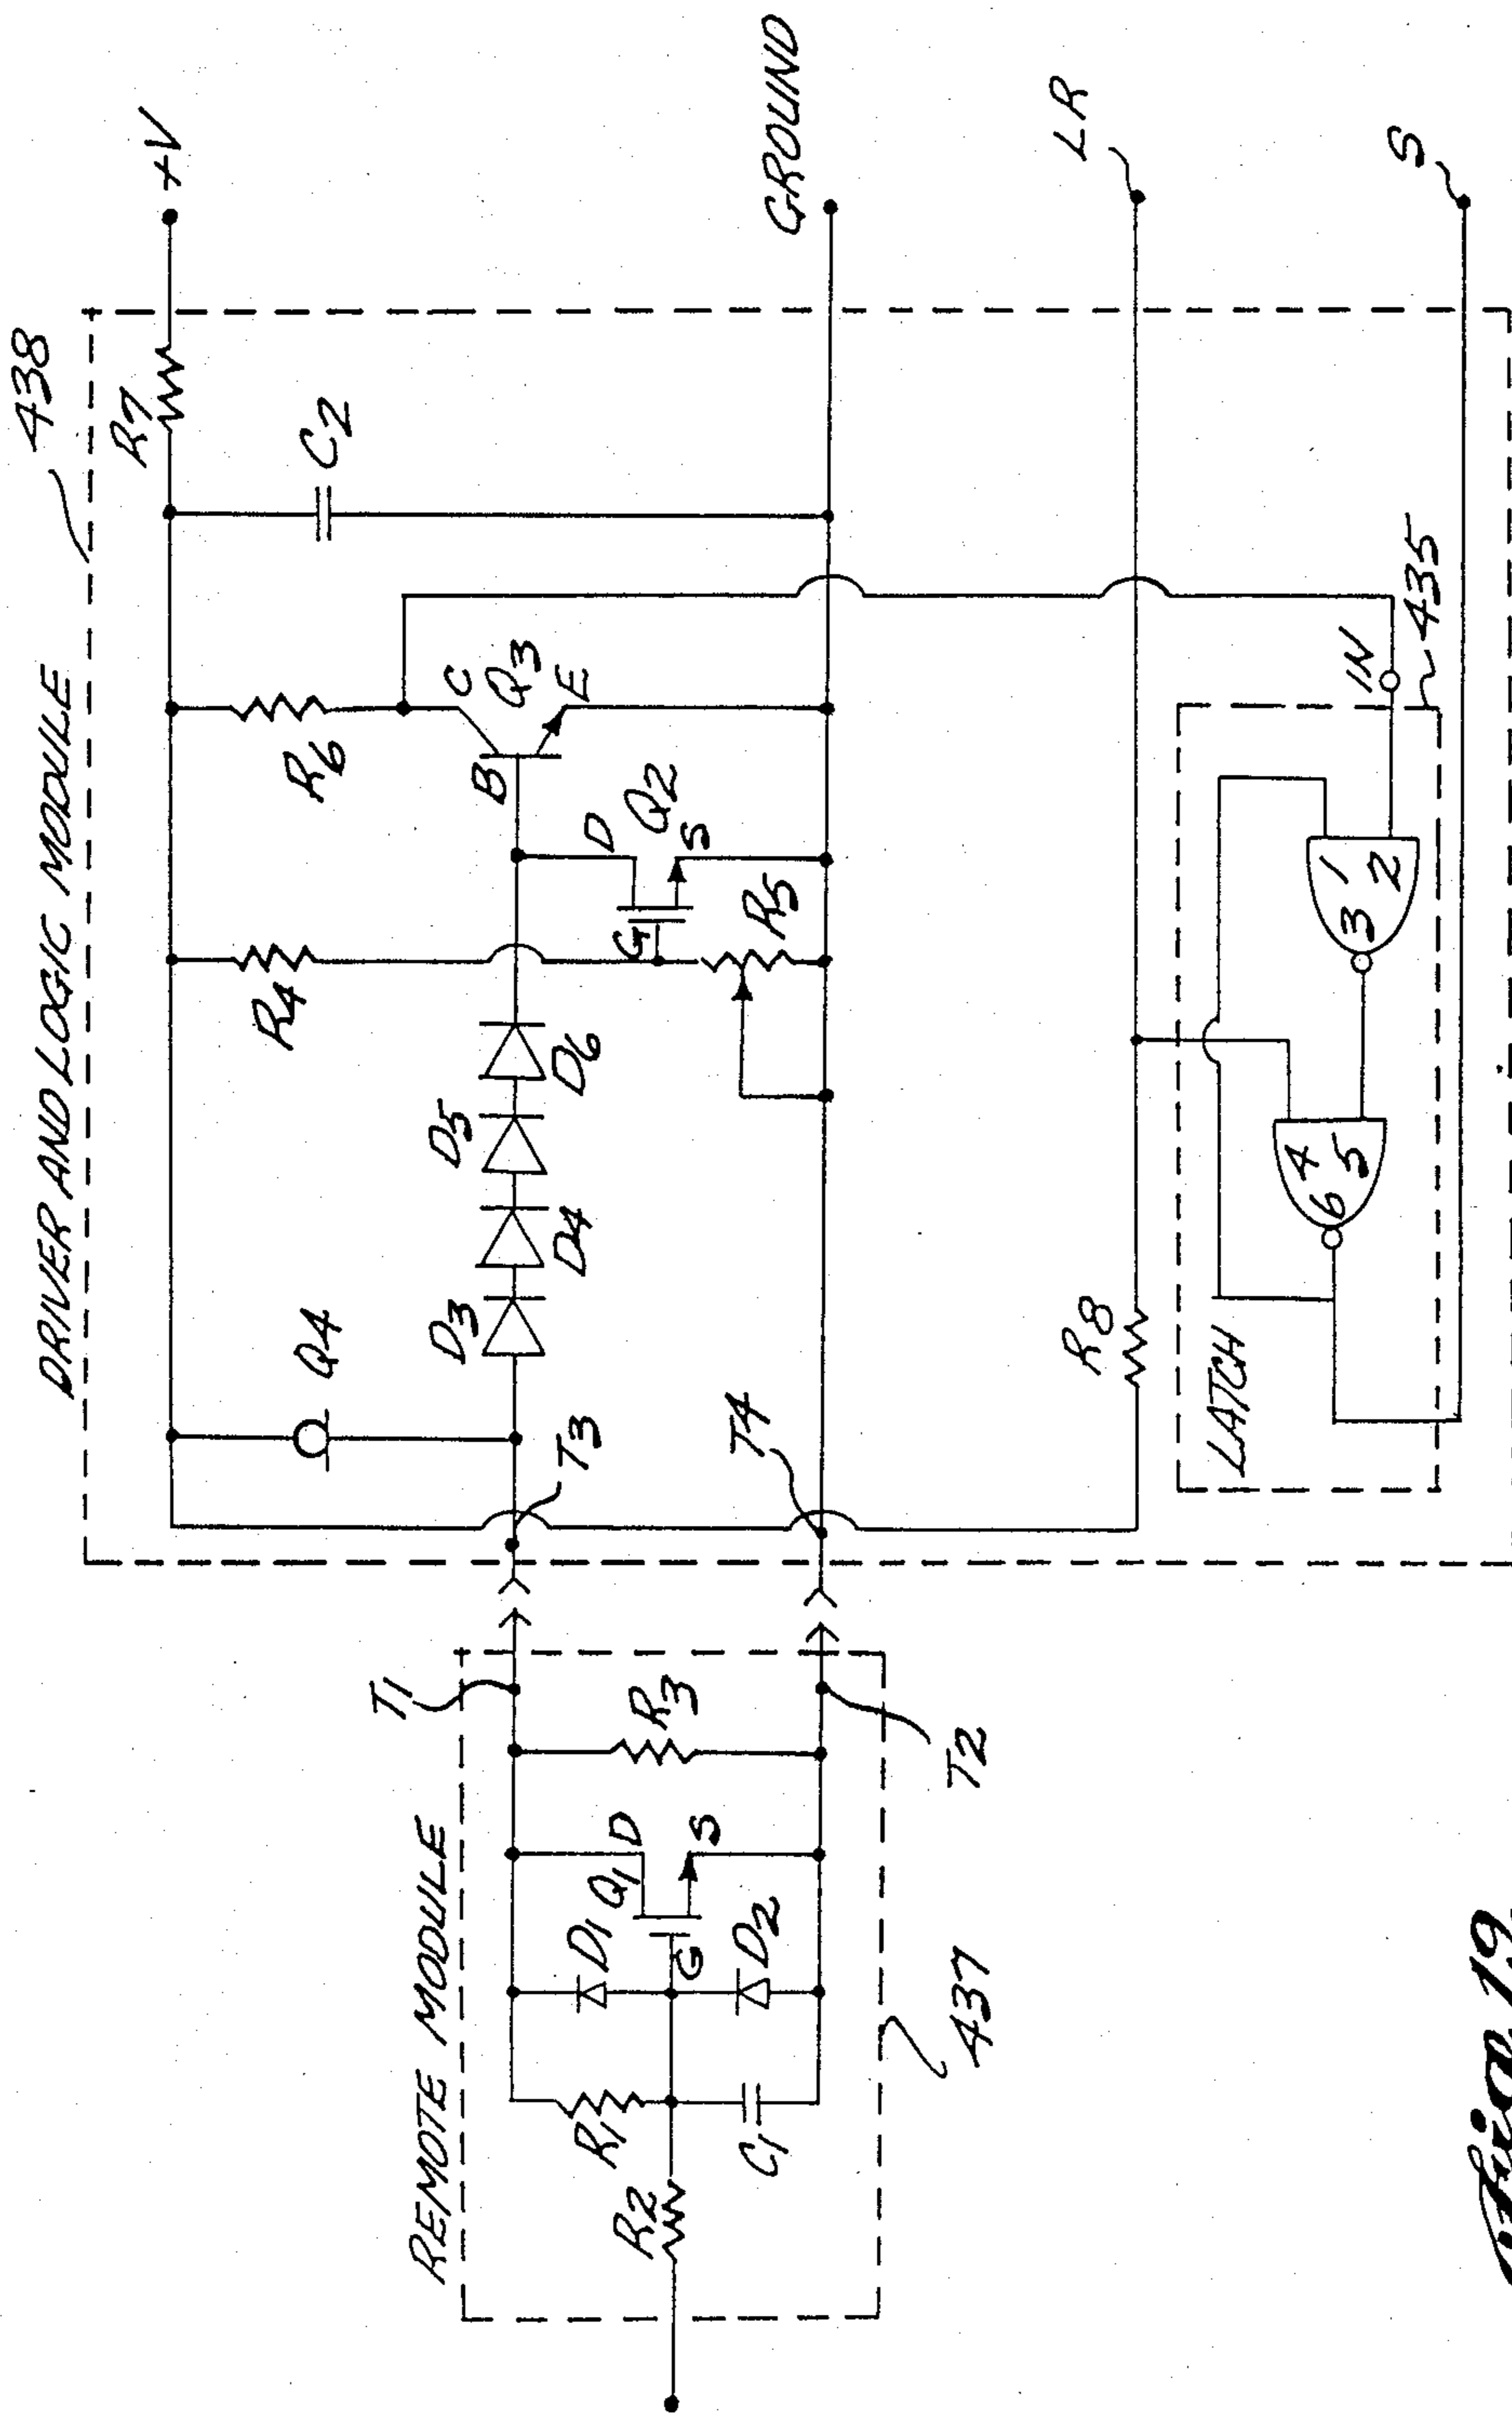 DRIVER AND LOGIC MODULE
438
R7
+V
C2
R4
R6
Q4
D3
D4
D5
D6
B
C
Q3
E
D
Q2
G
S
R5
T3
T4
GROUND
R8
LR
LATCH
4
5
6
1
2
3
IN
435
S
REMOTE MODULE
R2
R1
C1
D1
D2
Q1
D
G
S
R3
T1
T2
437
Fig. 19